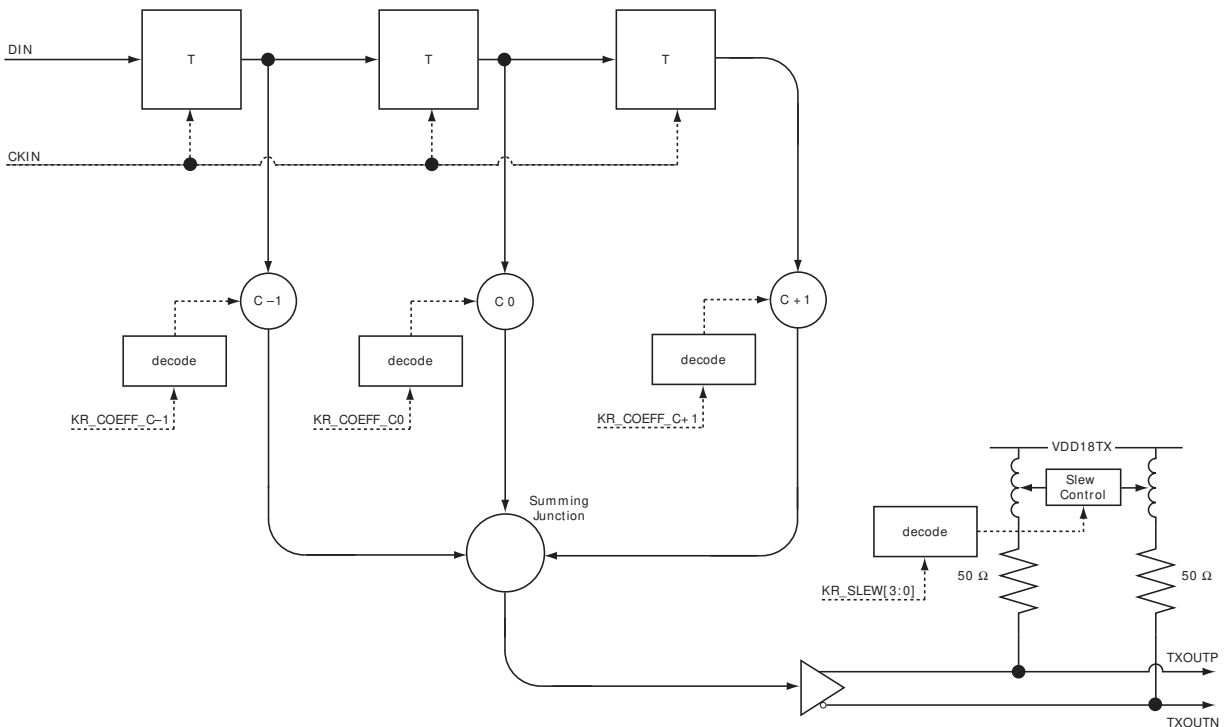 DIN
T
T
T
CKIN
C –1
C 0
C + 1
decode
decode
decode
KR_COEFF_C–1
KR_COEFF_C0
KR_COEFF_C+ 1
Summing
Junction
VDD18TX
Slew
Control
decode
KR_SLEW[3:0]
50 Ω
50 Ω
TXOUTP
TXOUTN